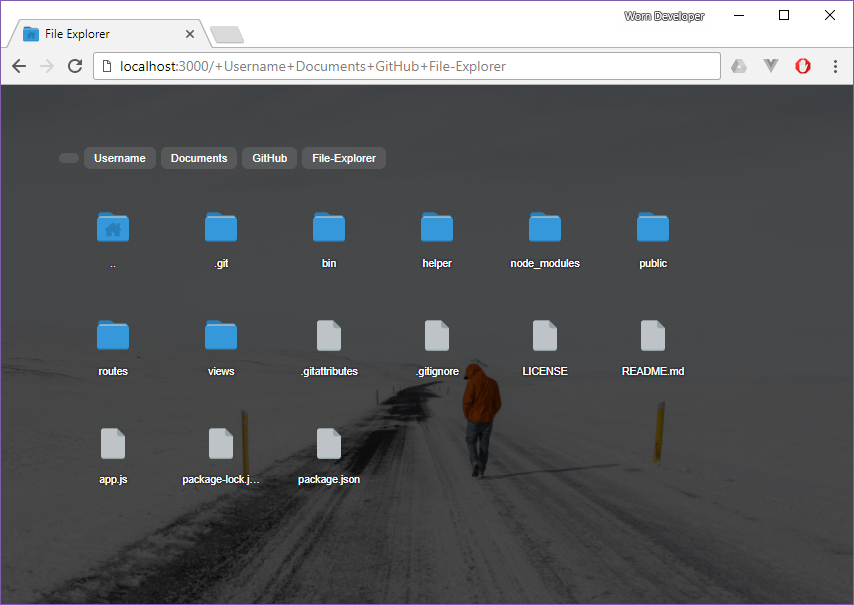 Worn Developer
File Explorer
localhost:3000/+Username+Documents+GitHub+File-Explorer
Username Documents GitHub File-Explorer
.. .git bin helper node_modules public
routes views .gitattributes .gitignore LICENSE README.md
app.js package-lock.j... package.json